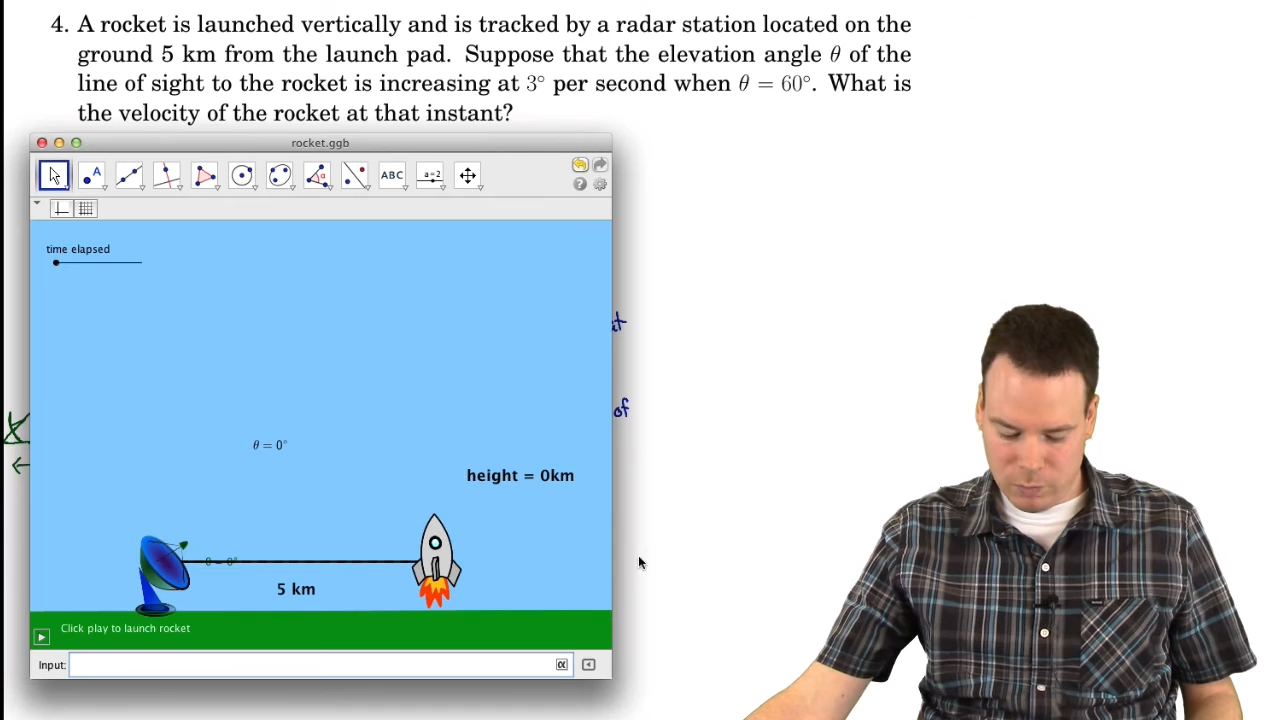 4. A rocket is launched vertically and is tracked by a radar station located on the
ground 5 km from the launch pad. Suppose that the elevation angle θ of the
line of sight to the rocket is increasing at 3° per second when θ = 60°. What is
the velocity of the rocket at that instant?
rocket.ggb
A
α
ABC
a=2
time elapsed
θ = 0°
of
height = 0km
θ = 0°
5 km
Click play to launch rocket
Input:
α